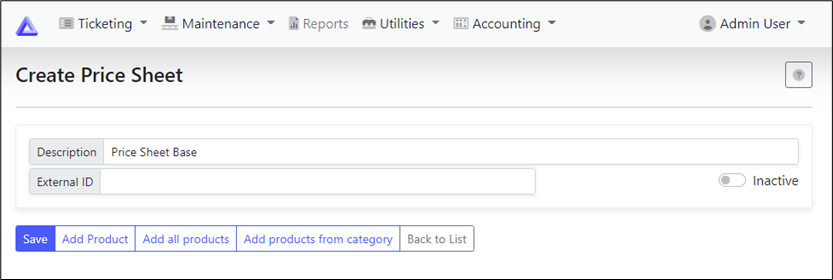 Ticketing Maintenance Reports Utilities Accounting Admin User
Create Price Sheet
?
Description Price Sheet Base
External ID Inactive
Save Add Product Add all products Add products from category Back to List